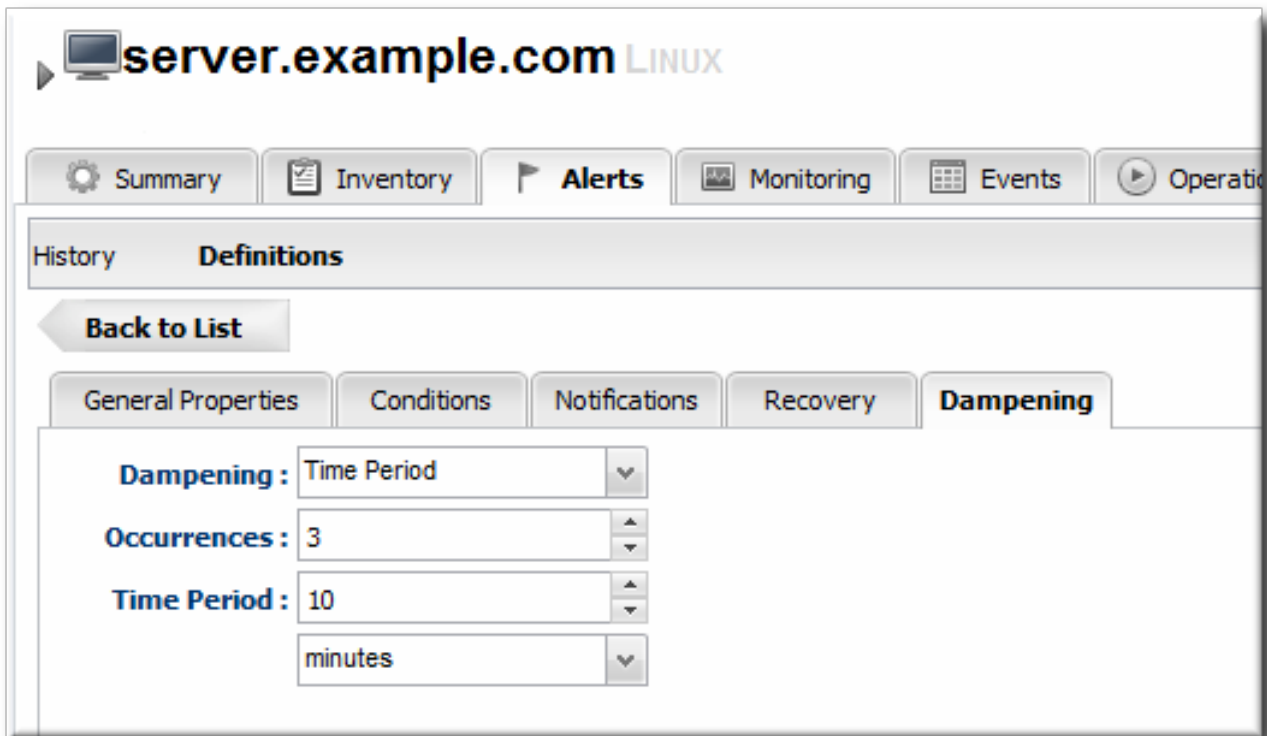 server.example.com LINUX
Summary Inventory Alerts Monitoring Events Operatio
History Definitions
Back to List
General Properties Conditions Notifications Recovery Dampening
Dampening : Time Period
Occurrences : 3
Time Period : 10
minutes